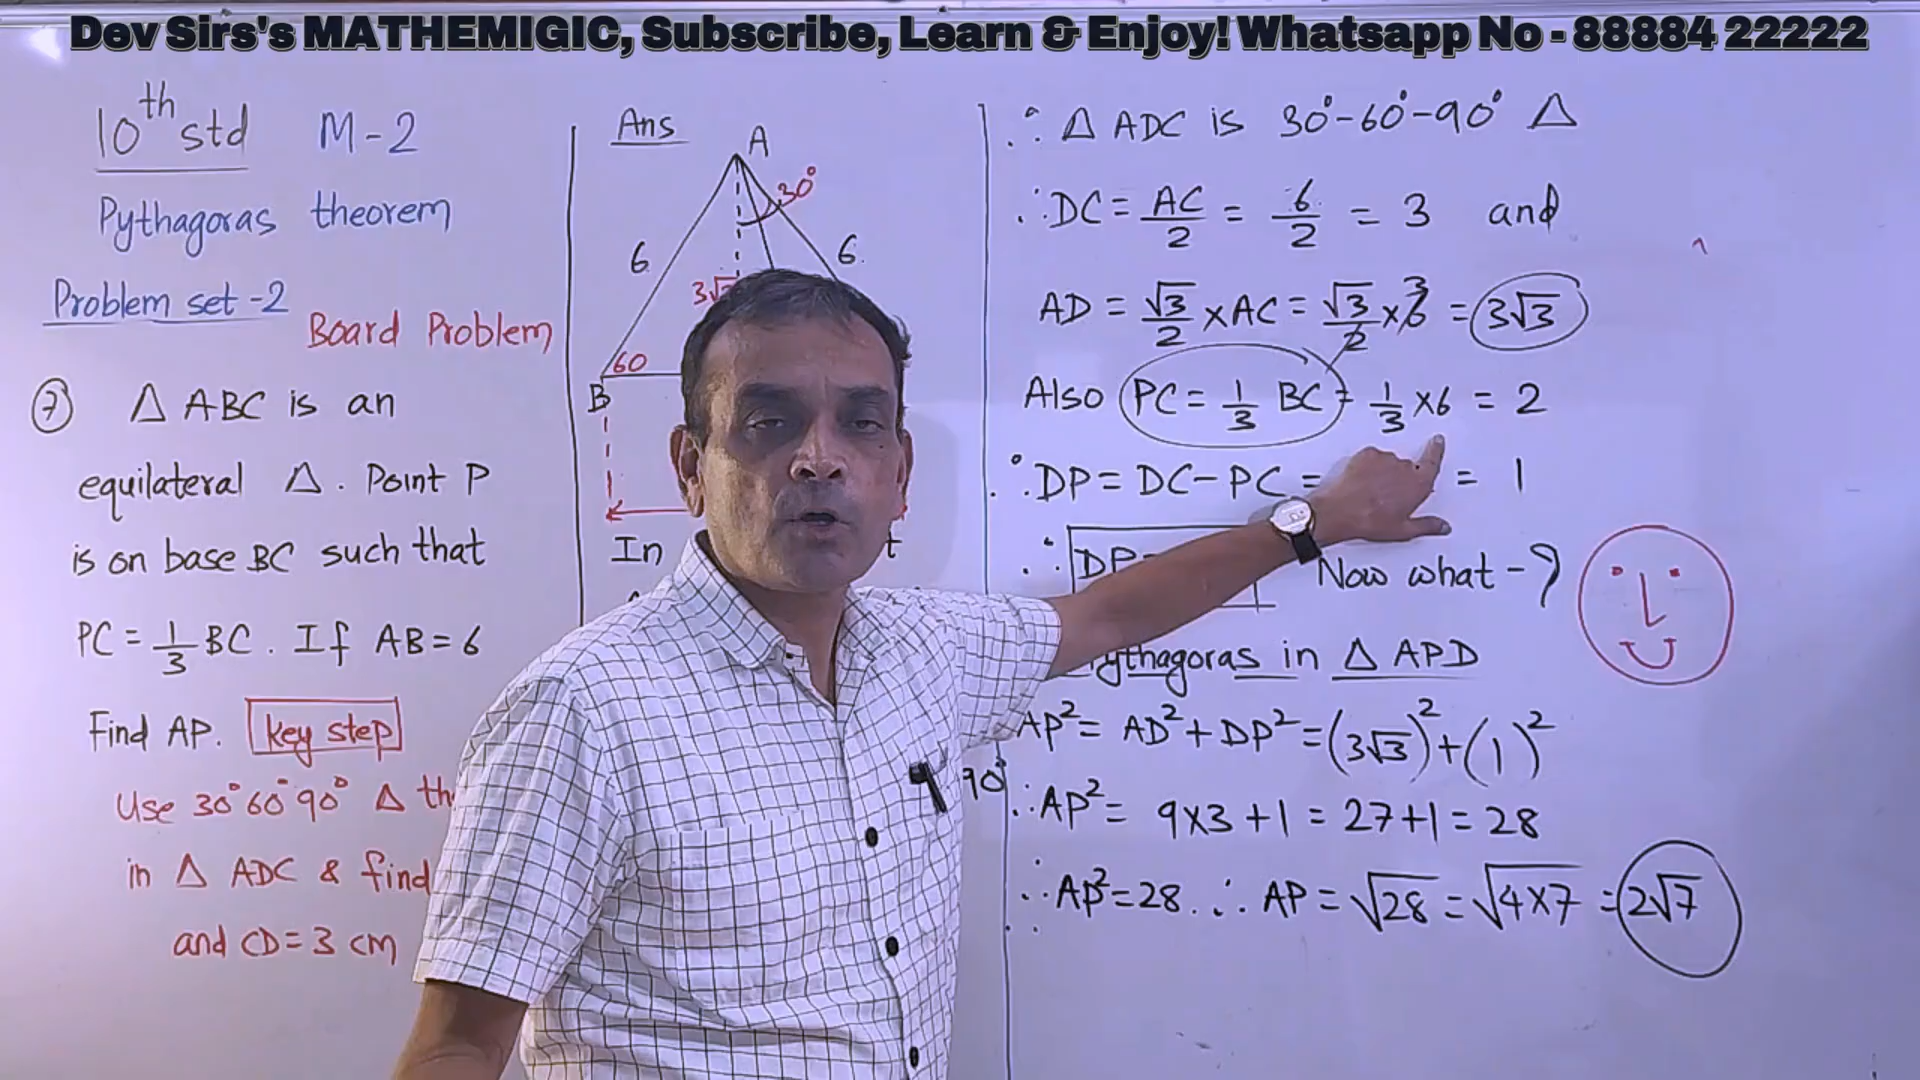 Dev Sirs's MATHEMIGIC, Subscribe, Learn & Enjoy! Whatsapp No - 88884 22222
10th std M-2
Pythagoras theorem
Problem set -2
Board Problem
⑦ △ ABC is an
equilateral △. Point P
is on base BC such that
PC = 1/3 BC. If AB = 6
Find AP. key step
Use 30° 60° 90° △
in △ ADC & find
and CD = 3 cm
Ans
A
30°
6
6
60
B
In
90°
∴ △ ADC is 30°-60°-90° △
∴ DC = AC/2 = 6/2 = 3 and
AD = √3/2 × AC = √3/2 × 6 3 = 3√3
Also PC = 1/3 BC = 1/3 × 6 = 2
∴ DP = DC - PC = = 1
∴ DP = Now what - ?
Pythagoras in △ APD
AP² = AD² + DP² = (3√3)² + (1)²
∴ AP² = 9×3 + 1 = 27+1 = 28
∴ AP² = 28. ∴ AP = √28 = √4×7 = 2√7